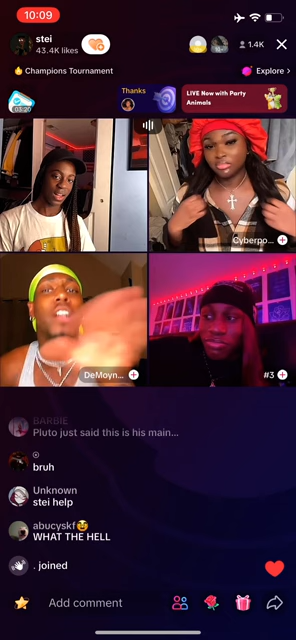 10:09
stei
43.4K likes
1.4K
Champions Tournament
Explore >
03:20
Thanks
LIVE Now with Party
Animals
Cyberpo...
DeMoyn...
#3
BARBIE
Pluto just said this is his main...
bruh
Unknown
stei help
abucyskf😆
WHAT THE HELL
. joined
Add comment